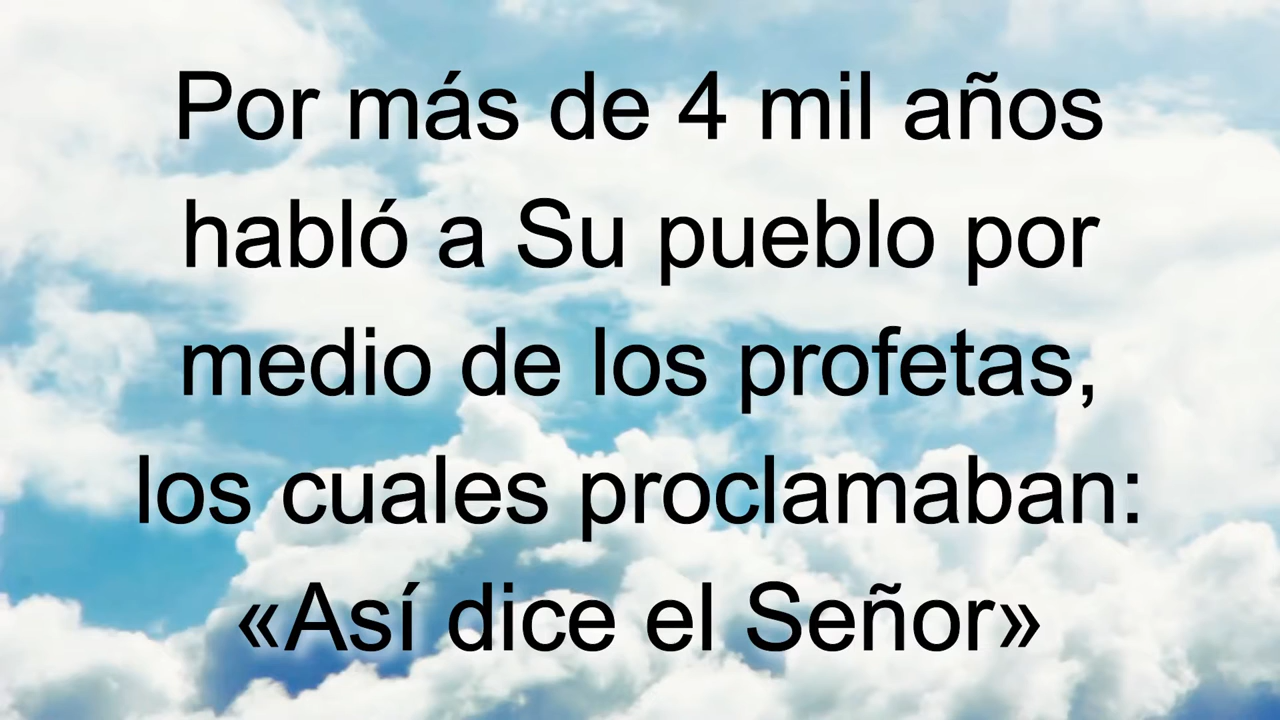 Por más de 4 mil años
habló a Su pueblo por
medio de los profetas,
los cuales proclamaban:
«Así dice el Señor»